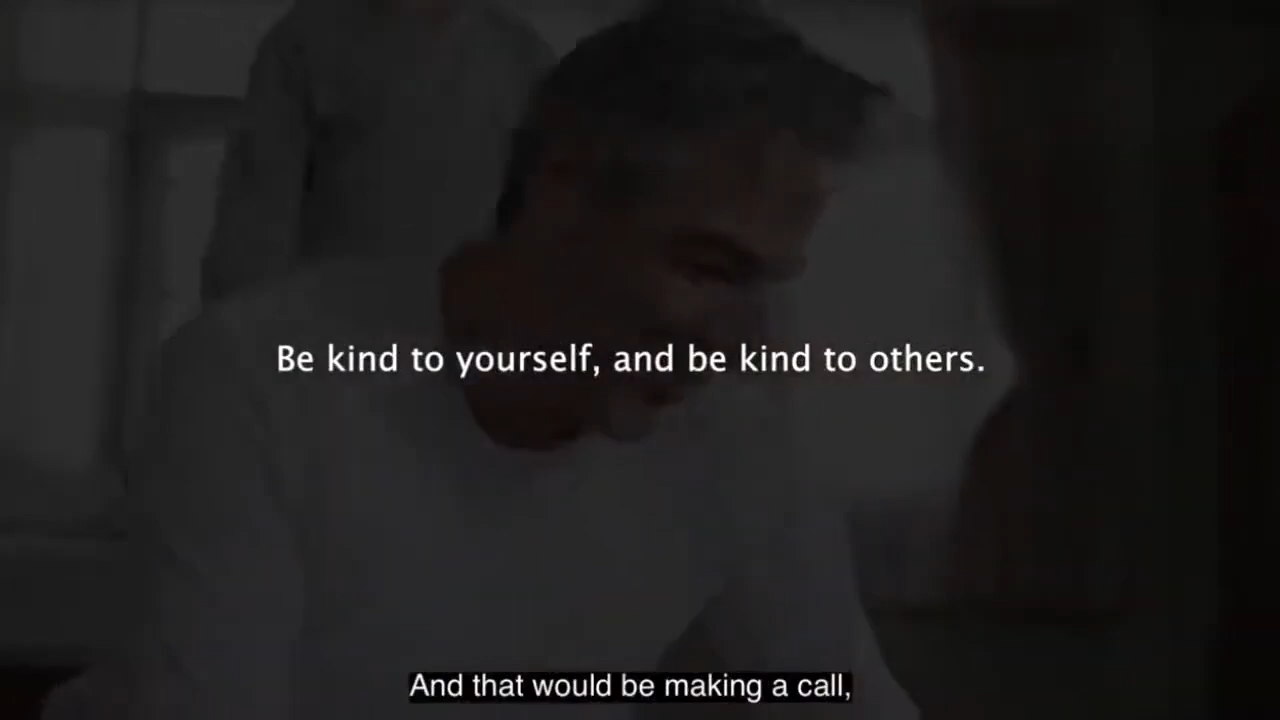 Be kind to yourself, and be kind to others.
And that would be making a call,